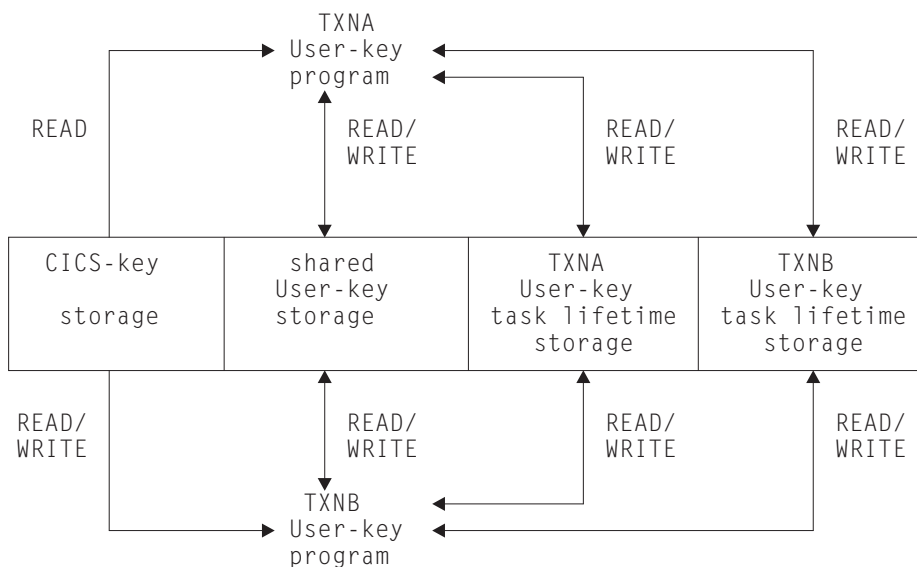 TXNA
User-key
program
READ
READ/
WRITE
READ/
WRITE
READ/
WRITE
CICS-key
storage
shared
User-key
storage
TXNA
User-key
task lifetime
storage
TXNB
User-key
task lifetime
storage
READ/
WRITE
READ/
WRITE
READ/
WRITE
READ/
WRITE
TXNB
User-key
program